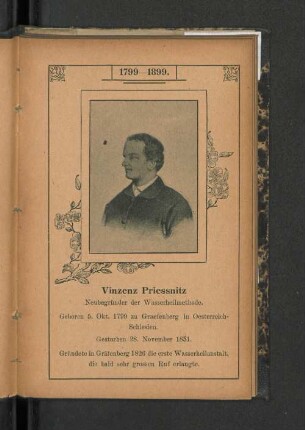 1799—1899.
Vinzenz Priessnitz
Neubegründer der Wasserheilmethode.
Geboren 5. Okt. 1799 zu Graefenberg in Oesterreich-
Schlesien.
Gestorben 28. November 1851.
Gründete in Gräfenberg 1826 die erste Wasserheilanstalt,
die bald sehr grossen Ruf erlangte.